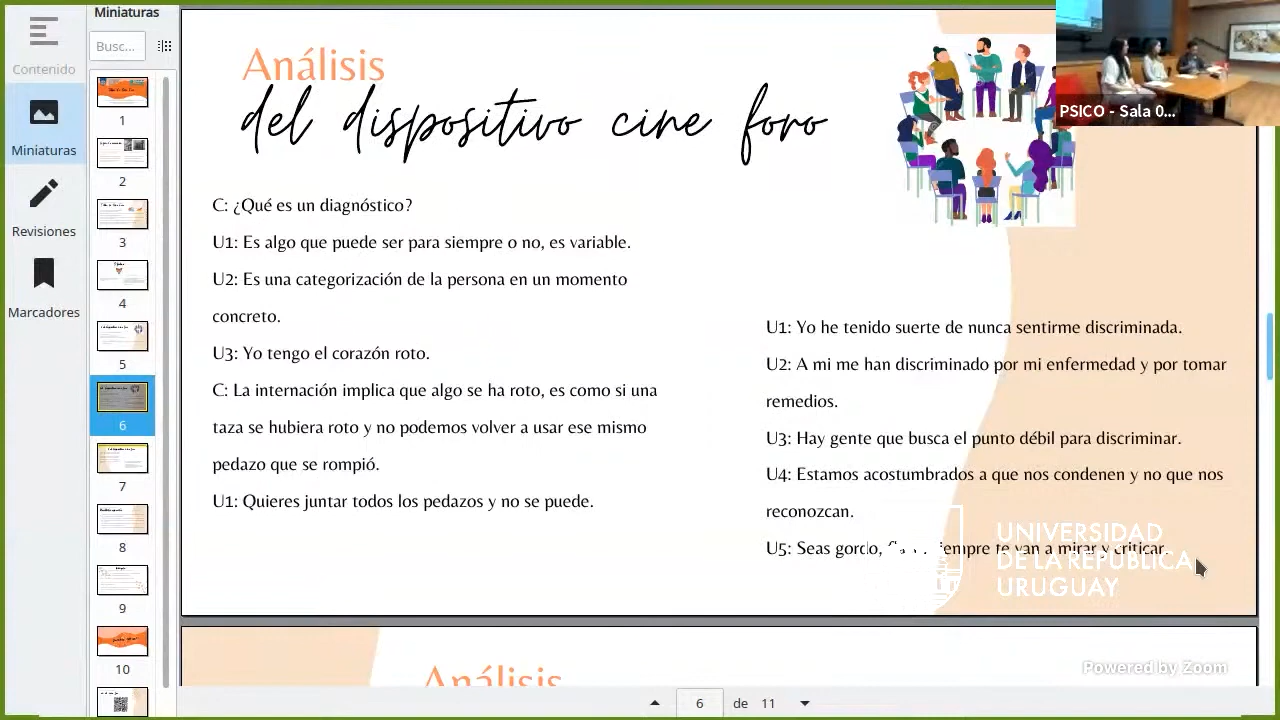 Contenido
Miniaturas
Revisiones
Marcadores
Miniaturas
Busc...
1
2
3
4
5
6
7
8
9
10
Análisis
del dispositivo cine foro
C: ¿Qué es un diagnóstico?
U1: Es algo que puede ser para siempre o no, es variable.
U2: Es una categorización de la persona en un momento
concreto.
U3: Yo tengo el corazón roto.
C: La internación implica que algo se ha roto, es como si una
taza se hubiera roto y no podemos volver a usar ese mismo
pedazo que se rompió.
U1: Quieres juntar todos los pedazos y no se puede.
U1: Yo he tenido suerte de nunca sentirme discriminada.
U2: A mi me han discriminado por mi enfermedad y por tomar
remedios.
U3: Hay gente que busca el punto débil para discriminar.
U4: Estamos acostumbrados a que nos condenen y no que nos
reconozcan.
U5: Seas gordo, siempre te van a mirar y criticar.
UNIVERSIDAD
DE LA REPÚBLICA
URUGUAY
PSICO - Sala 0...
Powered by Zoom
Análisis
6 de 11